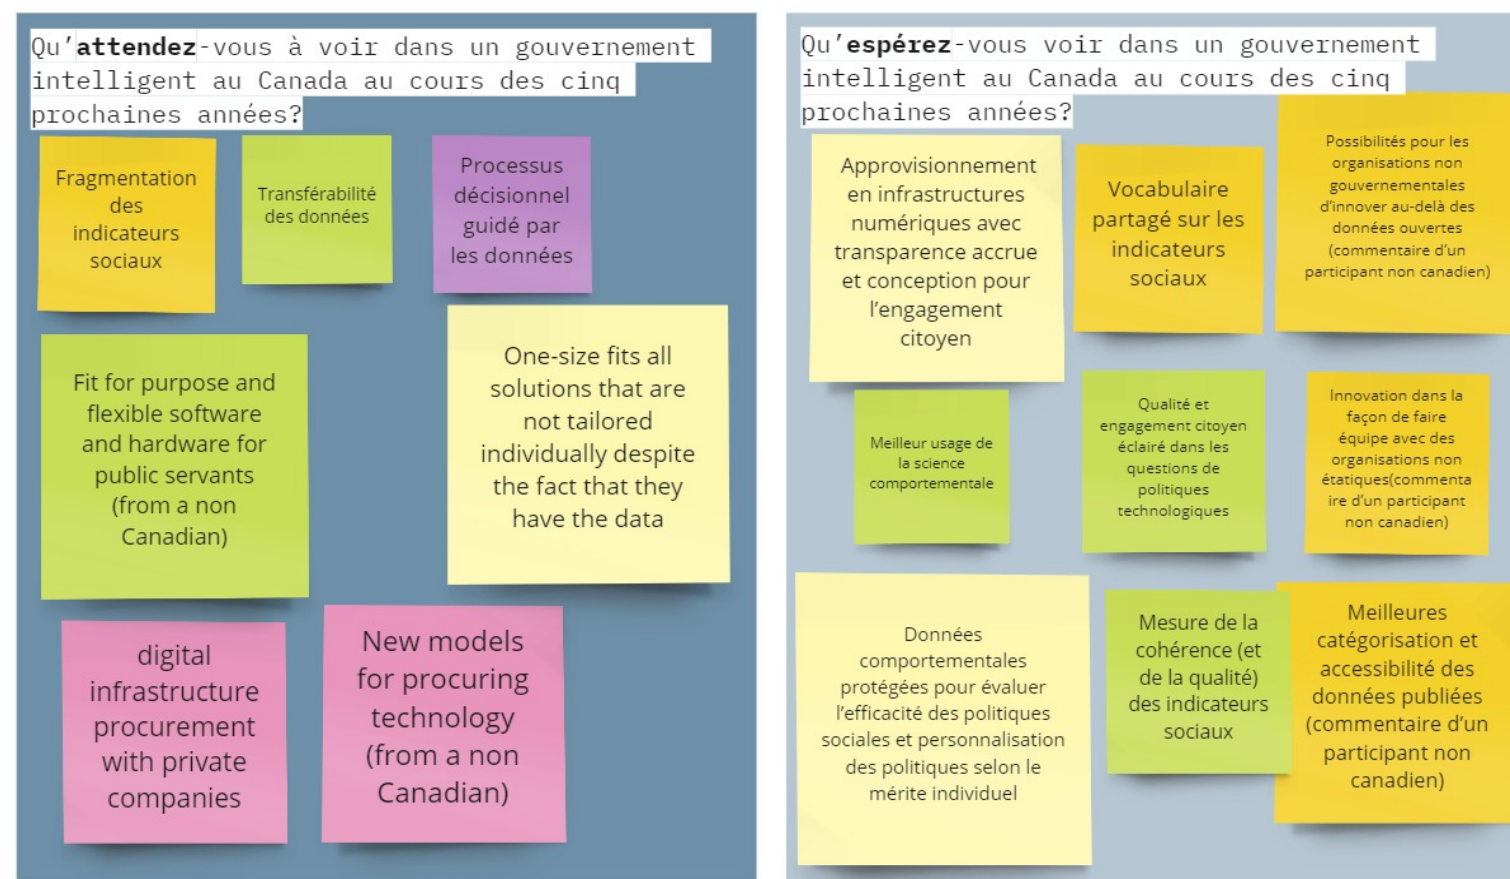 Qu'attendez-vous à voir dans un gouvernement
intelligent au Canada au cours des cinq
prochaines années?
Fragmentation
des
indicateurs
sociaux
Transférabilité
des données
Processus
décisionnel
guidé par
les données
Fit for purpose and
flexible software
and hardware for
public servants
(from a non
Canadian)
One-size fits all
solutions that are
not tailored
individually despite
the fact that they
have the data
digital
infrastructure
procurement
with private
companies
New models
for procuring
technology
(from a non
Canadian)
Qu'espérez-vous voir dans un gouvernement
intelligent au Canada au cours des cinq
prochaines années?
Approvisionnement
en infrastructures
numériques avec
transparence accrue
et conception pour
l'engagement
citoyen
Vocabulaire
partagé sur les
indicateurs
sociaux
Possibilités pour les
organisations non
gouvernementales
d'innover au-delà des
données ouvertes
(commentaire d'un
participant non canadien)
Meilleur usage de
la science
comportementale
Qualité et
engagement citoyen
éclairé dans les
questions de
politiques
technologiques
Innovation dans la
façon de faire
équipe avec des
organisations non
étatiques(commenta
ire d'un participant
non canadien)
Données
comportementales
protégées pour évaluer
l'efficacité des politiques
sociales et personnalisation
des politiques selon le
mérite individuel
Mesure de la
cohérence (et
de la qualité)
des indicateurs
sociaux
Meilleures
catégorisation et
accessibilité des
données publiées
(commentaire d'un
participant non
canadien)